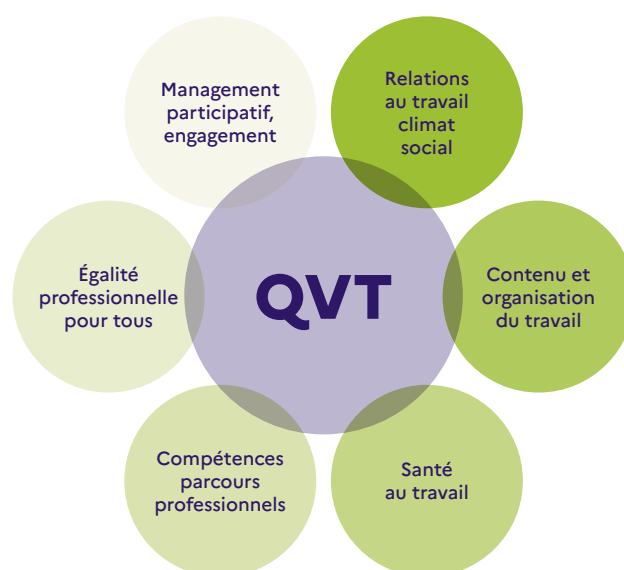 Management
participatif,
engagement
Relations
au travail
climat
social
Égalité
professionnelle
pour tous
QVT
Contenu et
organisation
du travail
Compétences
parcours
professionnels
Santé
au travail